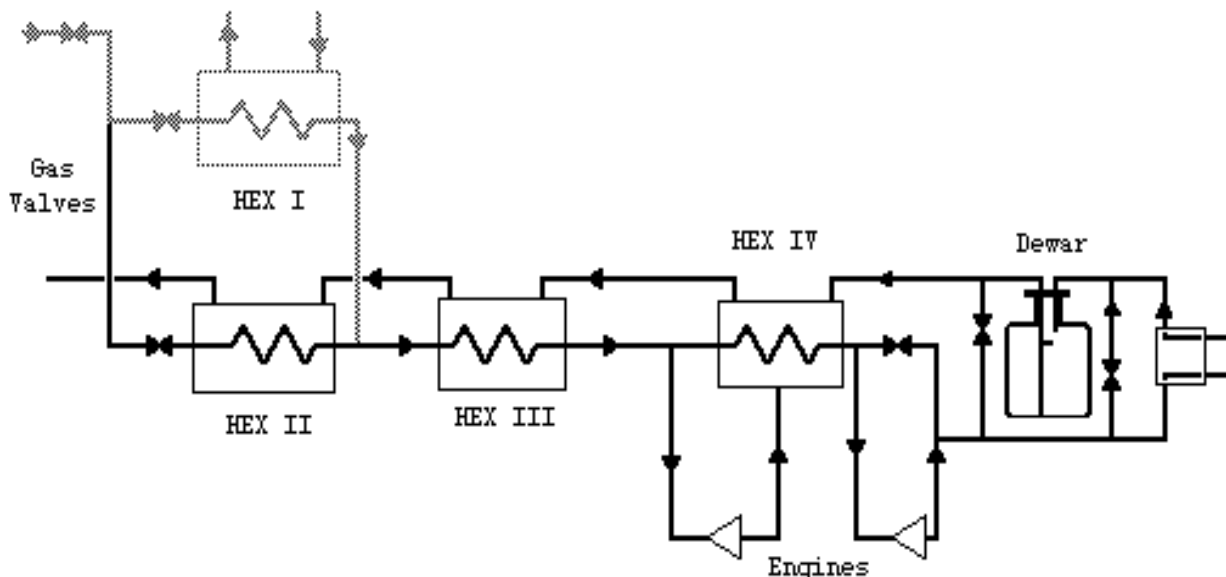 Gas
Valves
HEX I
HEX IV
Dewar
HEX II
HEX III
Engines